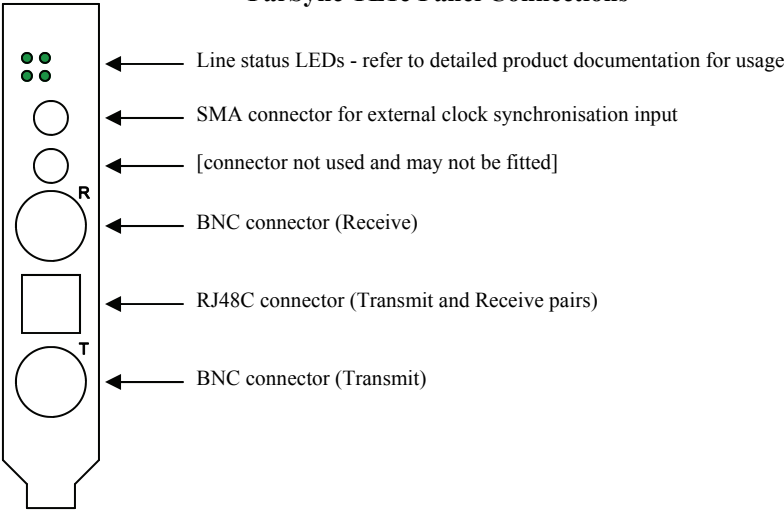 Line status LEDs - refer to detailed product documentation for usage
SMA connector for external clock synchronisation input
[connector not used and may not be fitted]
R
BNC connector (Receive)
RJ48C connector (Transmit and Receive pairs)
T
BNC connector (Transmit)